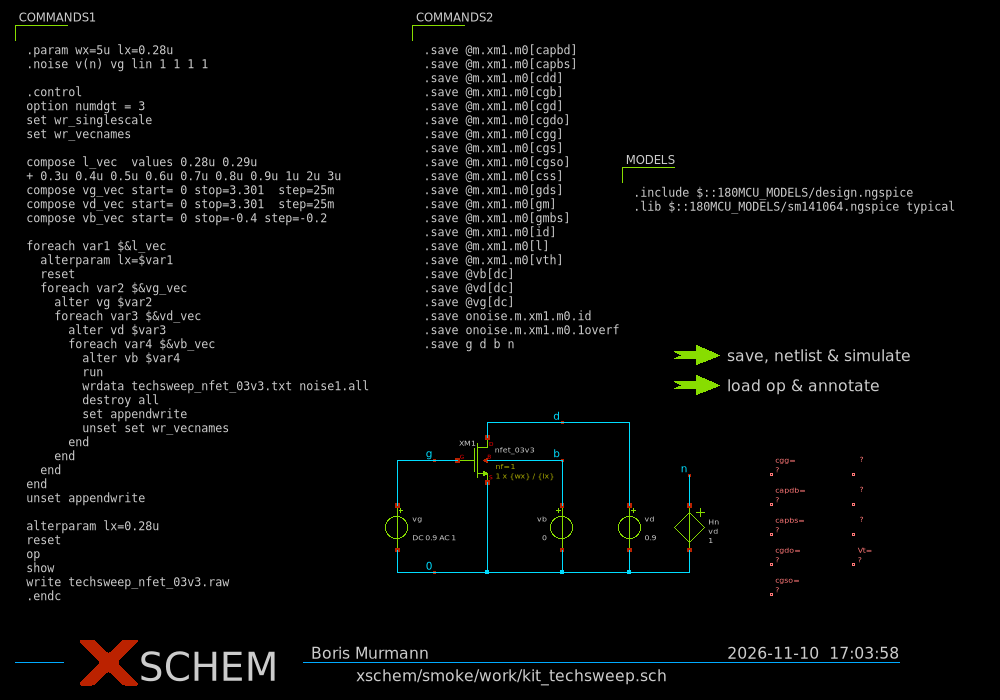 COMMANDS1
.param wx=5u lx=0.28u
.noise v(n) vg lin 1 1 1 1
.control
option numdgt = 3
set wr_singlescale
set wr_vecnames
compose l_vec  values 0.28u 0.29u
+ 0.3u 0.4u 0.5u 0.6u 0.7u 0.8u 0.9u 1u 2u 3u
compose vg_vec start= 0 stop=3.301  step=25m
compose vd_vec start= 0 stop=3.301  step=25m
compose vb_vec start= 0 stop=-0.4 step=-0.2
foreach var1 $&l_vec
  alterparam lx=$var1
  reset
  foreach var2 $&vg_vec
    alter vg $var2
    foreach var3 $&vd_vec
      alter vd $var3
      foreach var4 $&vb_vec
        alter vb $var4
        run
        wrdata techsweep_nfet_03v3.txt noise1.all
        destroy all
        set appendwrite
        unset set wr_vecnames
      end
    end
  end
end
unset appendwrite
alterparam lx=0.28u
reset
op
show
write techsweep_nfet_03v3.raw
.endc
COMMANDS2
.save @m.xm1.m0[capbd]
.save @m.xm1.m0[capbs]
.save @m.xm1.m0[cdd]
.save @m.xm1.m0[cgb]
.save @m.xm1.m0[cgd]
.save @m.xm1.m0[cgdo]
.save @m.xm1.m0[cgg]
.save @m.xm1.m0[cgs]
.save @m.xm1.m0[cgso]
.save @m.xm1.m0[css]
.save @m.xm1.m0[gds]
.save @m.xm1.m0[gm]
.save @m.xm1.m0[gmbs]
.save @m.xm1.m0[id]
.save @m.xm1.m0[l]
.save @m.xm1.m0[vth]
.save @vb[dc]
.save @vd[dc]
.save @vg[dc]
.save onoise.m.xm1.m0.id
.save onoise.m.xm1.m0.1overf
.save g d b n
MODELS
.include $::180MCU_MODELS/design.ngspice
.lib $::180MCU_MODELS/sm141064.ngspice typical
save, netlist & simulate
load op & annotate
d
XM1
nfet_03v3
g
b
nf=1
1 x {wx} / {lx}
n
vg
DC 0.9 AC 1
vb
0
vd
0.9
Hn
vd
1
0
cgg=
?
?
capdb=
?
?
capbs=
?
?
cgdo=
?
Vt=
?
cgso=
?
XSCHEM
Boris Murmann
2026-11-10  17:03:58
xschem/smoke/work/kit_techsweep.sch